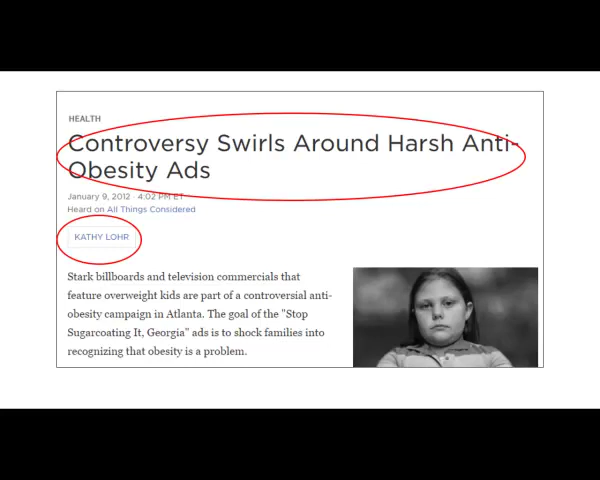 HEALTH
Controversy Swirls Around Harsh Anti-
Obesity Ads
January 9, 2012 · 4:02 PM ET
Heard on All Things Considered
KATHY LOHR
Stark billboards and television commercials that
feature overweight kids are part of a controversial anti-
obesity campaign in Atlanta. The goal of the "Stop
Sugarcoating It, Georgia" ads is to shock families into
recognizing that obesity is a problem.